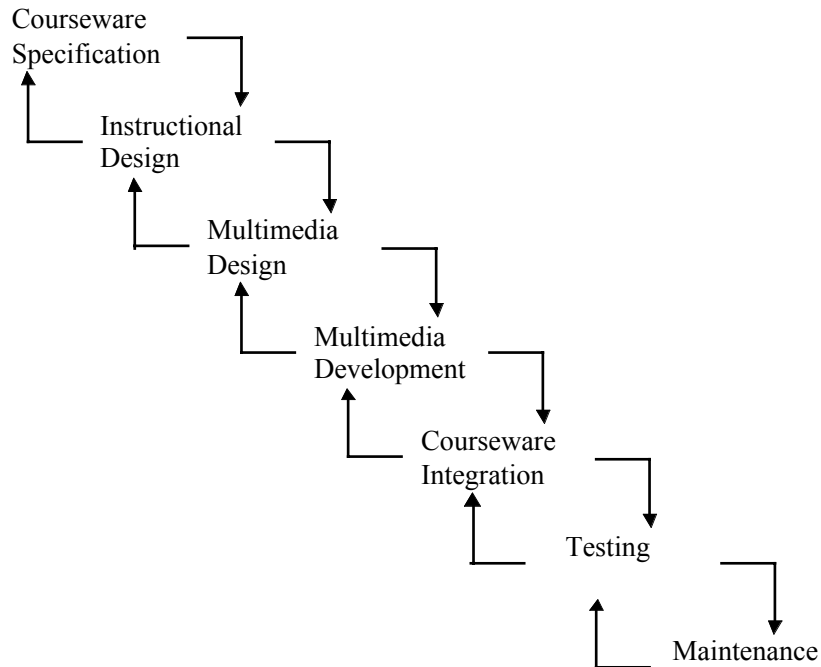 Courseware
Specification
Instructional
Design
Multimedia
Design
Multimedia
Development
Courseware
Integration
Testing
Maintenance